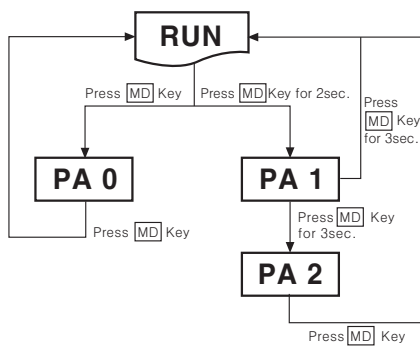 RUN
Press MD Key
Press MD Key for 2sec.
Press
MD Key
for 3sec.
PA 0
PA 1
Press MD Key
Press MD Key
for 3sec.
PA 2
Press MD Key